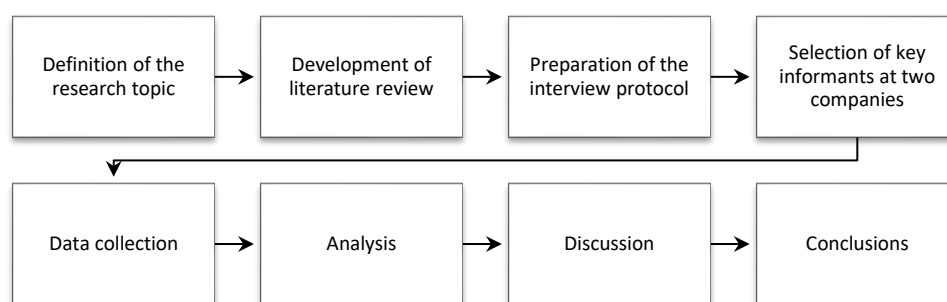 Definition of the
research topic
Development of
literature review
Preparation of the
interview protocol
Selection of key
informants at two
companies
Data collection
Analysis
Discussion
Conclusions